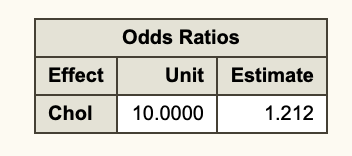 Odds Ratios
Effect Unit Estimate
Chol 10.0000 1.212